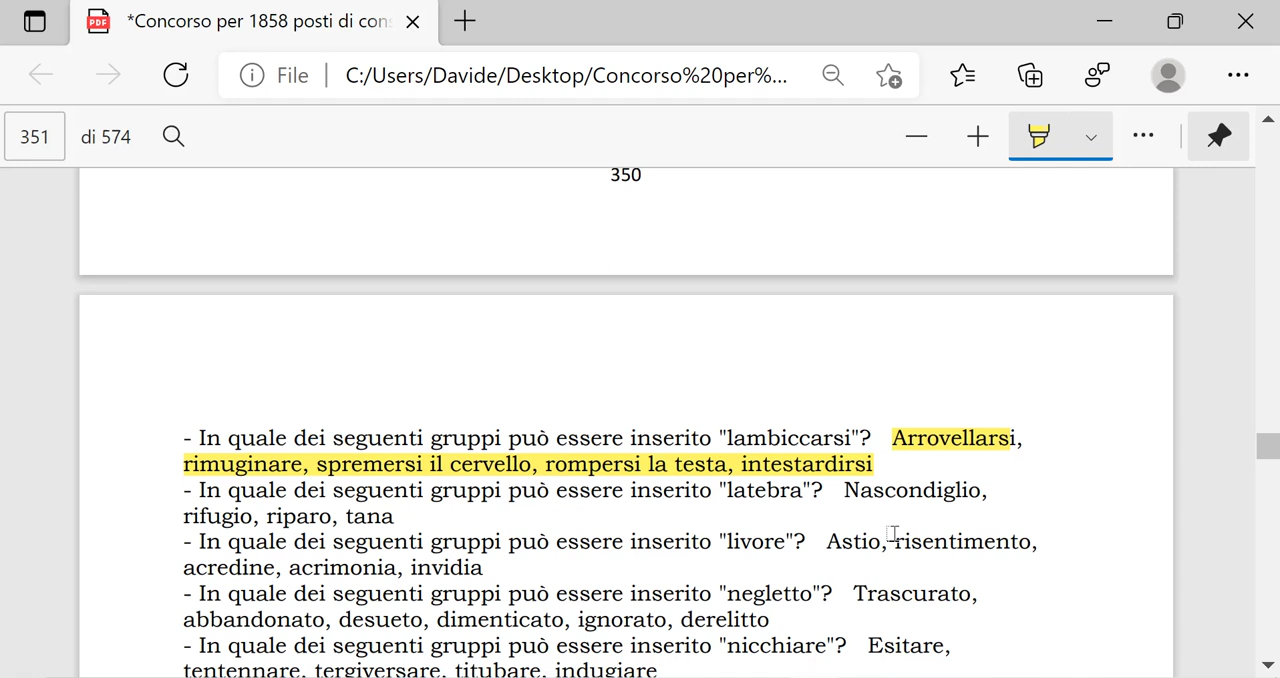 *Concorso per 1858 posti di con
File | C:/Users/Davide/Desktop/Concorso%20per%...
351 di 574
350
- In quale dei seguenti gruppi può essere inserito "lambiccarsi"? Arrovellarsi,
rimuginare, spremersi il cervello, rompersi la testa, intestardirsi
- In quale dei seguenti gruppi può essere inserito "latebra"? Nascondiglio,
rifugio, riparo, tana
- In quale dei seguenti gruppi può essere inserito "livore"? Astio, risentimento,
acredine, acrimonia, invidia
- In quale dei seguenti gruppi può essere inserito "negletto"? Trascurato,
abbandonato, desueto, dimenticato, ignorato, derelitto
- In quale dei seguenti gruppi può essere inserito "nicchiare"? Esitare,
tentennare, tergiversare, titubare, indugiare